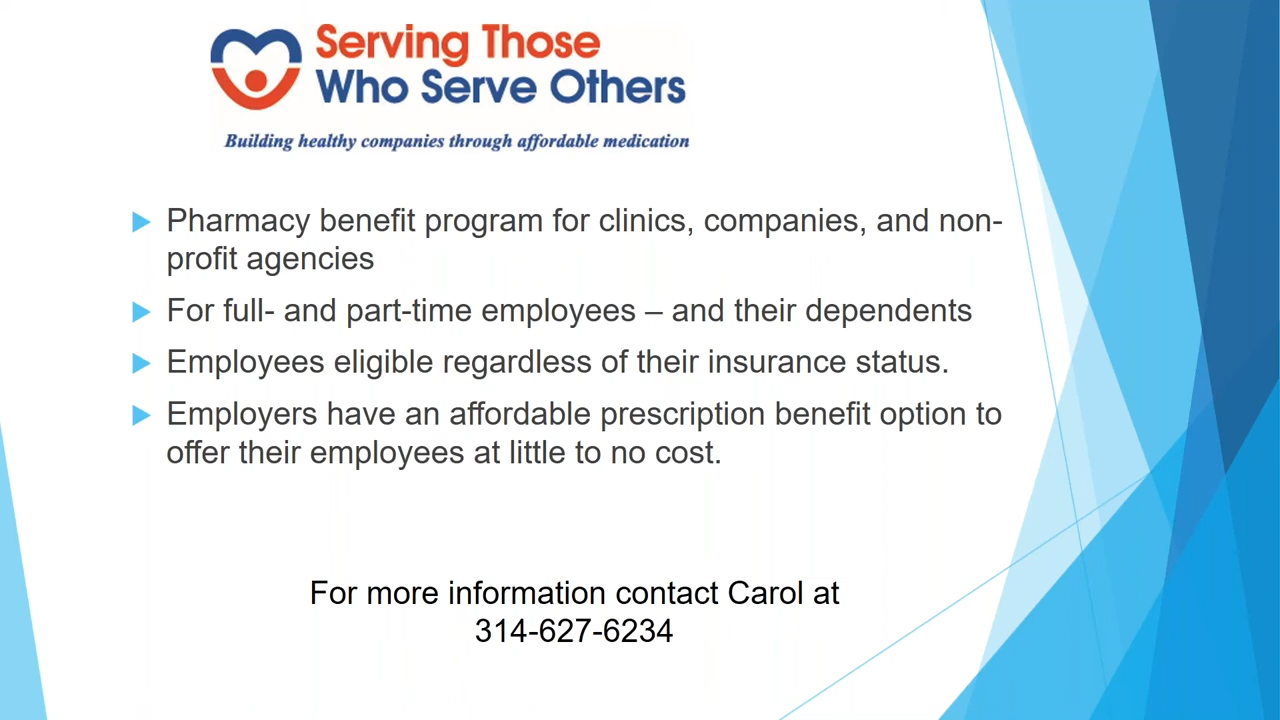 Serving Those
Who Serve Others
Building healthy companies through affordable medication
Pharmacy benefit program for clinics, companies, and non-
profit agencies
For full- and part-time employees – and their dependents
Employees eligible regardless of their insurance status.
Employers have an affordable prescription benefit option to
offer their employees at little to no cost.
For more information contact Carol at
314-627-6234